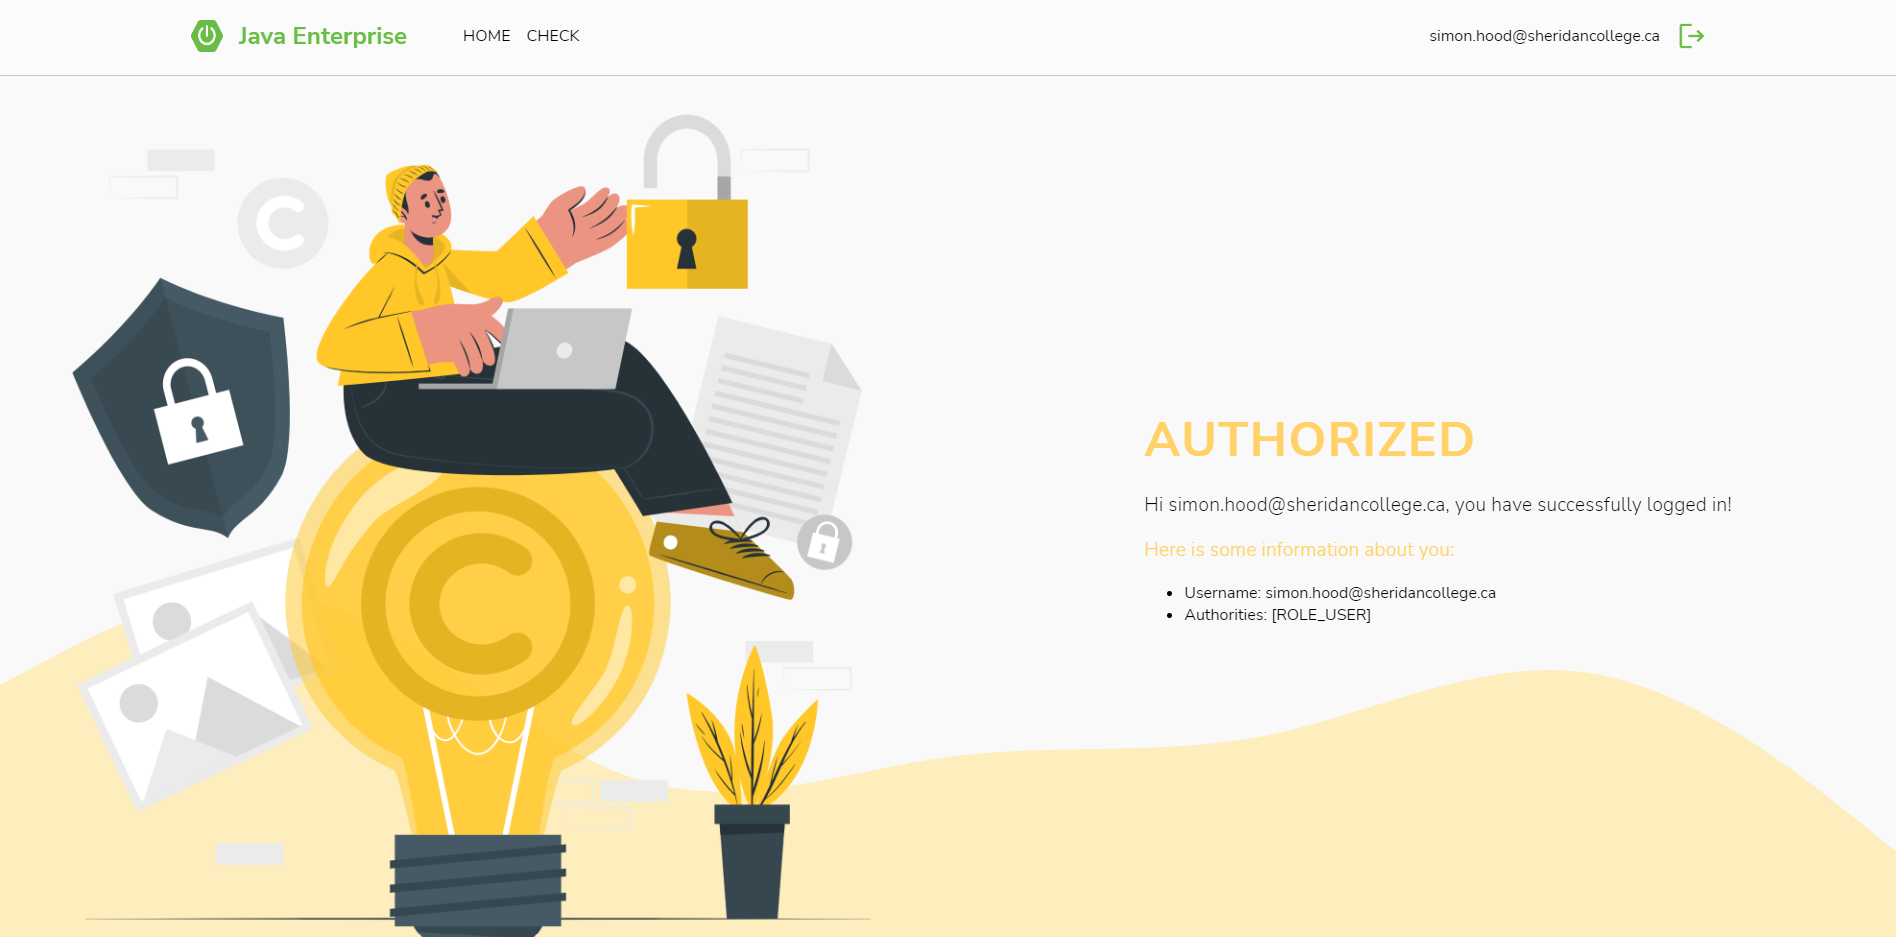 Java Enterprise
HOME CHECK
simon.hood@sheridancollege.ca
AUTHORIZED
Hi simon.hood@sheridancollege.ca, you have successfully logged in!
Here is some information about you:
Username: simon.hood@sheridancollege.ca
Authorities: [ROLE_USER]